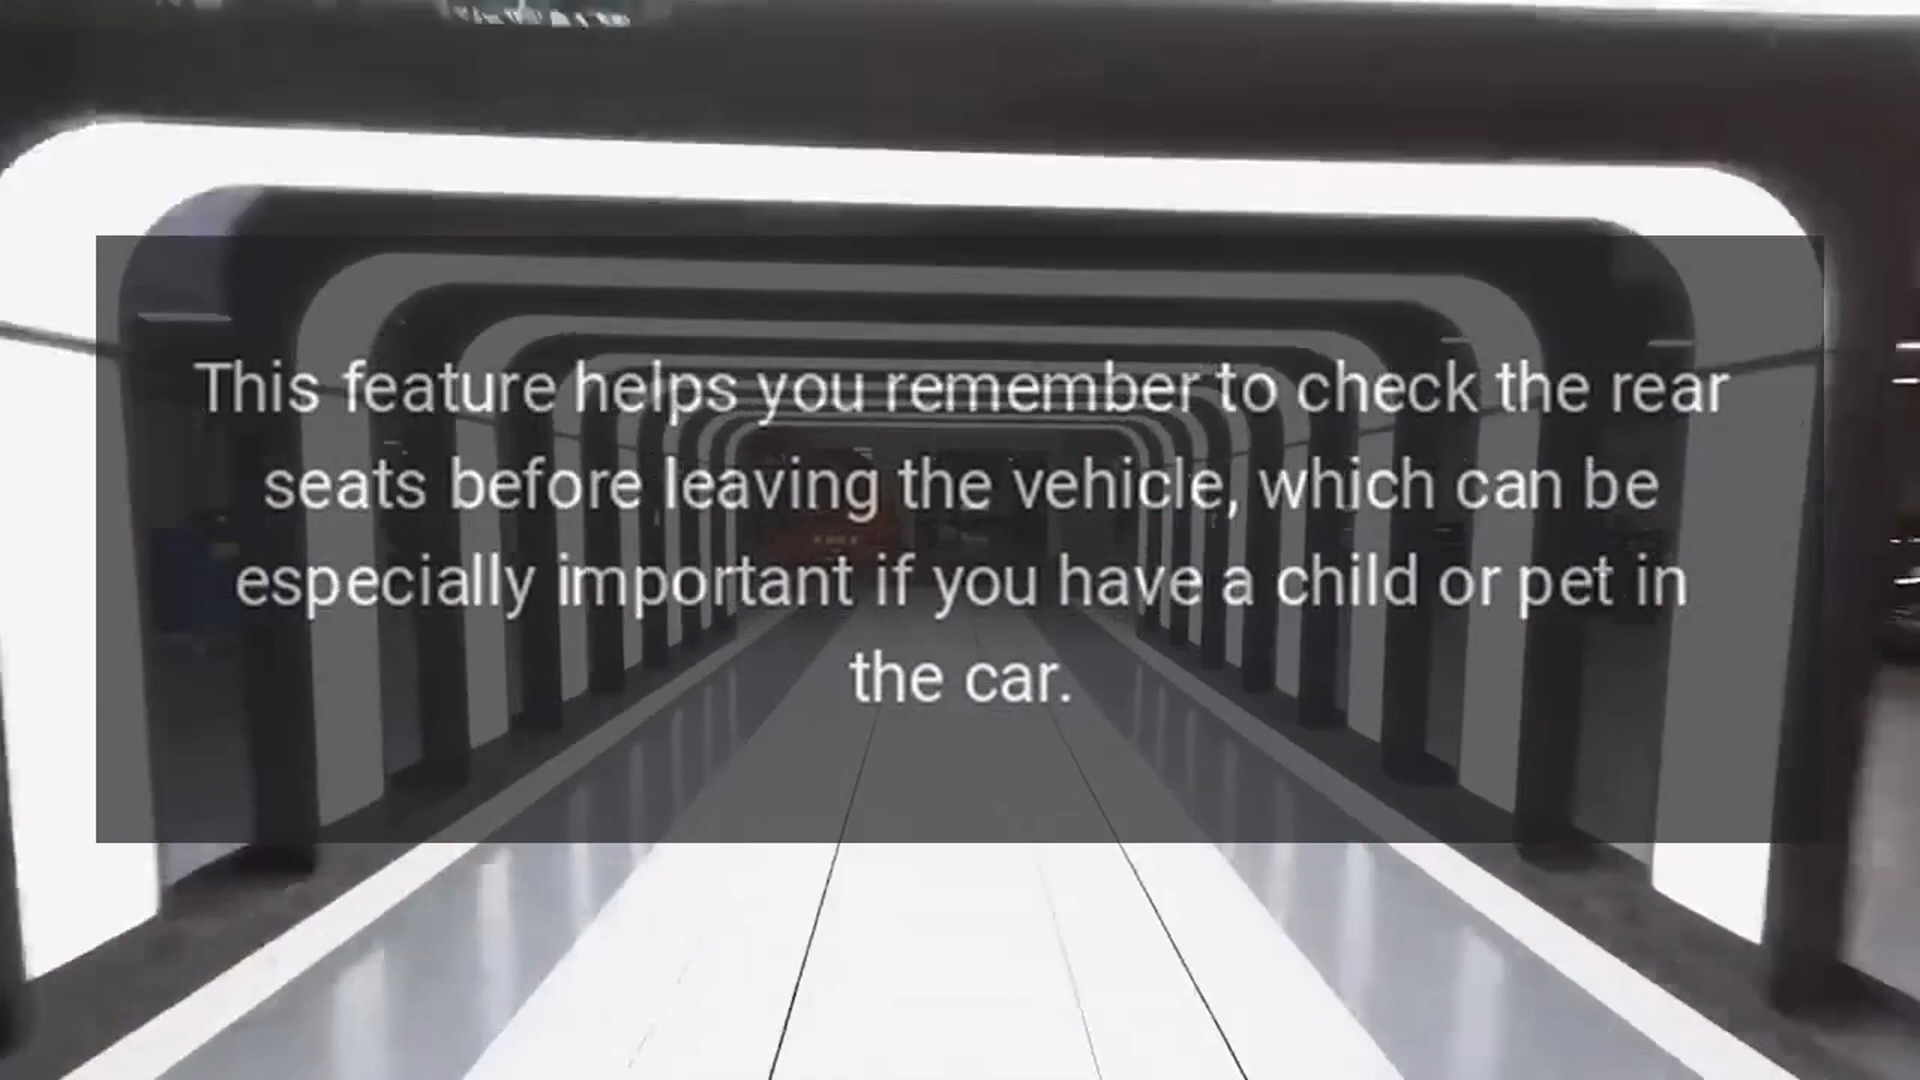 This feature helps you remember to check the rear
seats before leaving the vehicle, which can be
especially important if you have a child or pet in
the car.